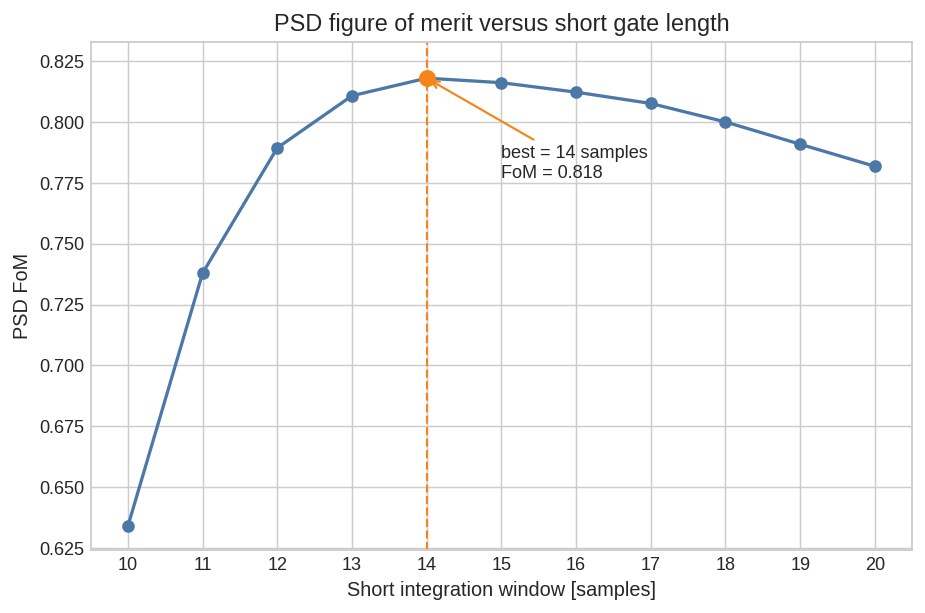 PSD figure of merit versus short gate length
PSD FoM
0.825
0.800
0.775
0.750
0.725
0.700
0.675
0.650
0.625
best = 14 samples
FoM = 0.818
10 11 12 13 14 15 16 17 18 19 20
Short integration window [samples]